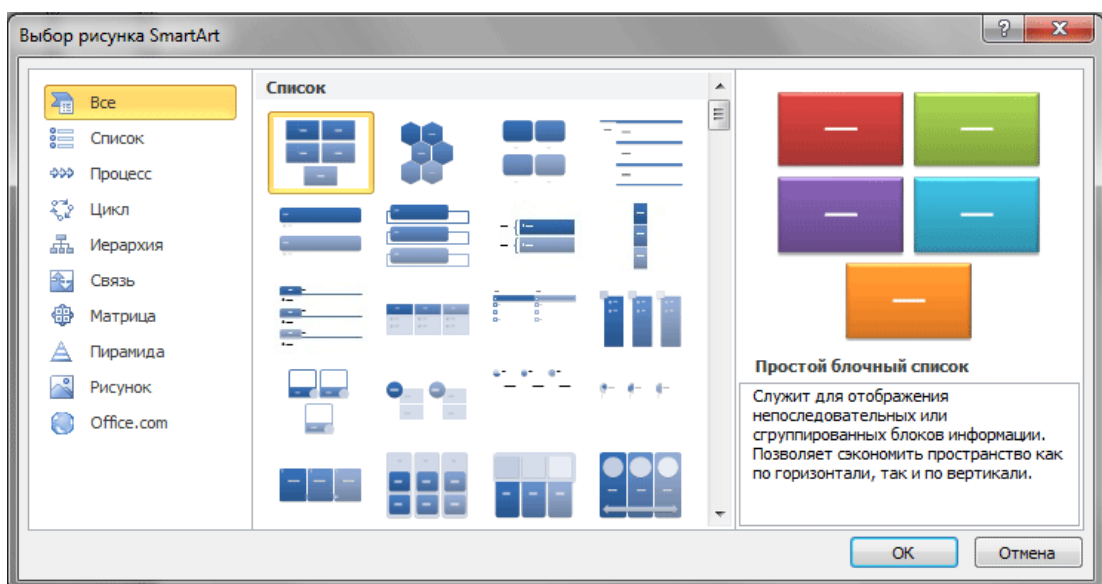 Выбор рисунка SmartArt
Все
Список
Процесс
Цикл
Иерархия
Связь
Матрица
Пирамида
Рисунок
Office.com
Список
Простой блочный список
Служит для отображения
непоследовательных или
сгруппированных блоков информации.
Позволяет сэкономить пространство как
по горизонтали, так и по вертикали.
ОК
Отмена